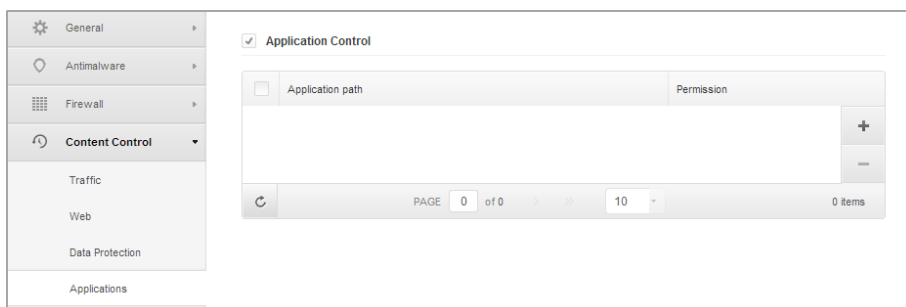 General
Antimalware
Firewall
Content Control
Traffic
Web
Data Protection
Applications
Application Control
Application path Permission
PAGE 0 of 0 10 0 items